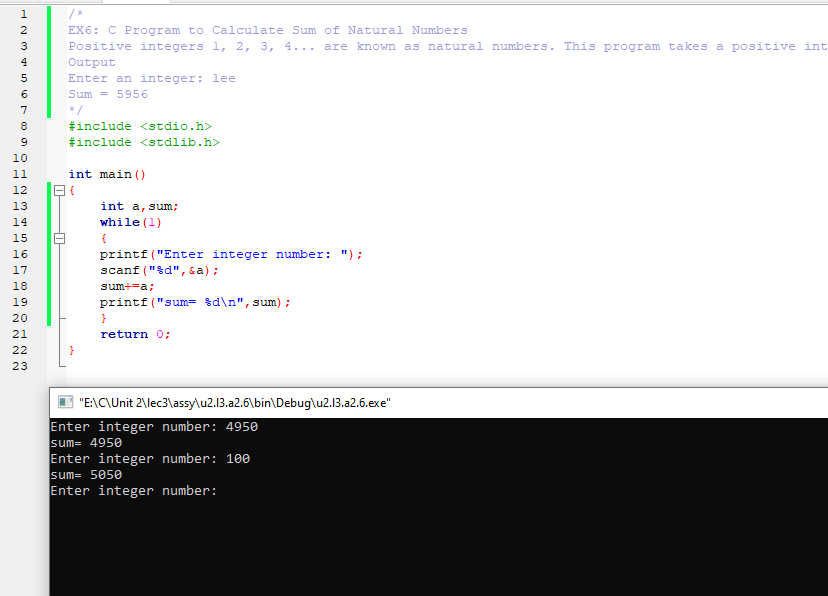 1 /*
2 EX6: C Program to Calculate Sum of Natural Numbers
3 Positive integers 1, 2, 3, 4... are known as natural numbers. This program takes a positive int
4 Output
5 Enter an integer: lee
6 Sum = 5956
7 */
8 #include <stdio.h>
9 #include <stdlib.h>
10
11 int main()
12 {
13 int a,sum;
14 while(1)
15 {
16 printf("Enter integer number: ");
17 scanf("%d",&a);
18 sum+=a;
19 printf("sum= %d\n",sum);
20 }
21 return 0;
22 }
23
"E:\C\Unit 2\lec3\assy\u2.l3.a2.6\bin\Debug\u2.l3.a2.6.exe"
Enter integer number: 4950
sum= 4950
Enter integer number: 100
sum= 5050
Enter integer number: